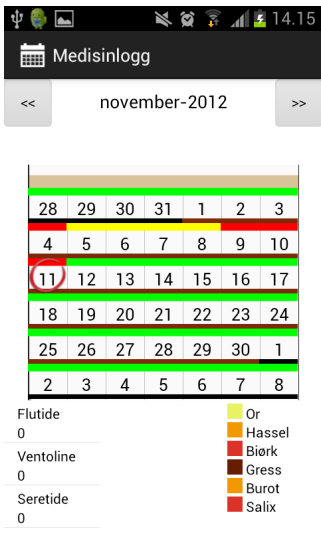 14.15
Medisinlogg
<< november-2012 >>
28 29 30 31 1 2 3
4 5 6 7 8 9 10
11 12 13 14 15 16 17
18 19 20 21 22 23 24
25 26 27 28 29 30 1
2 3 4 5 6 7 8
Flutide
0
Ventoline
0
Seretide
0
Or
Hassel
Biørk
Gress
Burot
Salix